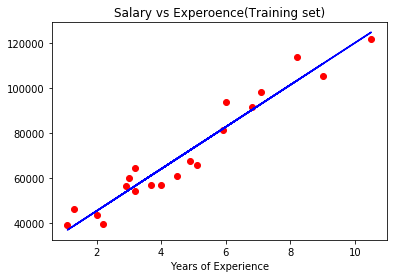 Salary vs Experoence(Training set)
120000
100000
80000
60000
40000
2 4 6 8 10
Years of Experience